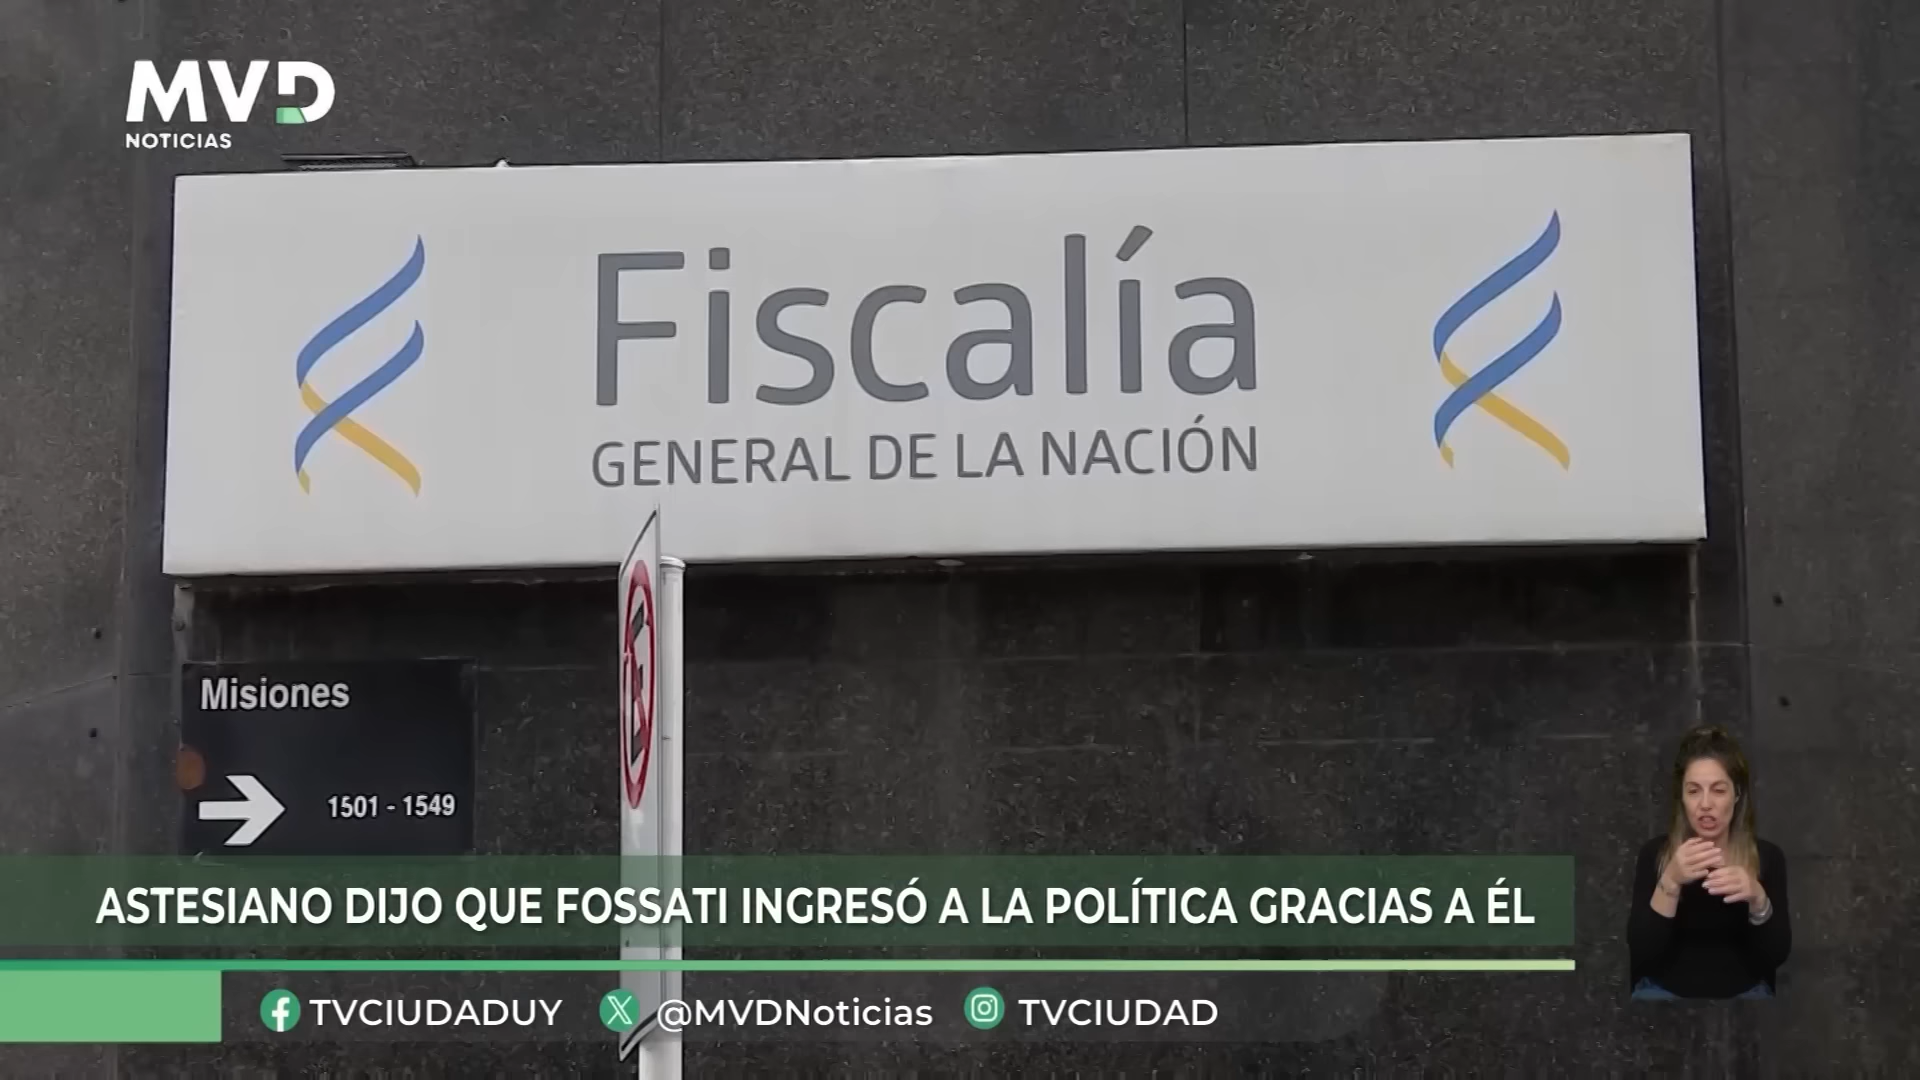 MVD
NOTICIAS
Fiscalía
GENERAL DE LA NACIÓN
Misiones
1501 - 1549
ASTESIANO DIJO QUE FOSSATI INGRESÓ A LA POLÍTICA GRACIAS A ÉL
TVCIUDADUY @MVDNoticias TVCIUDAD